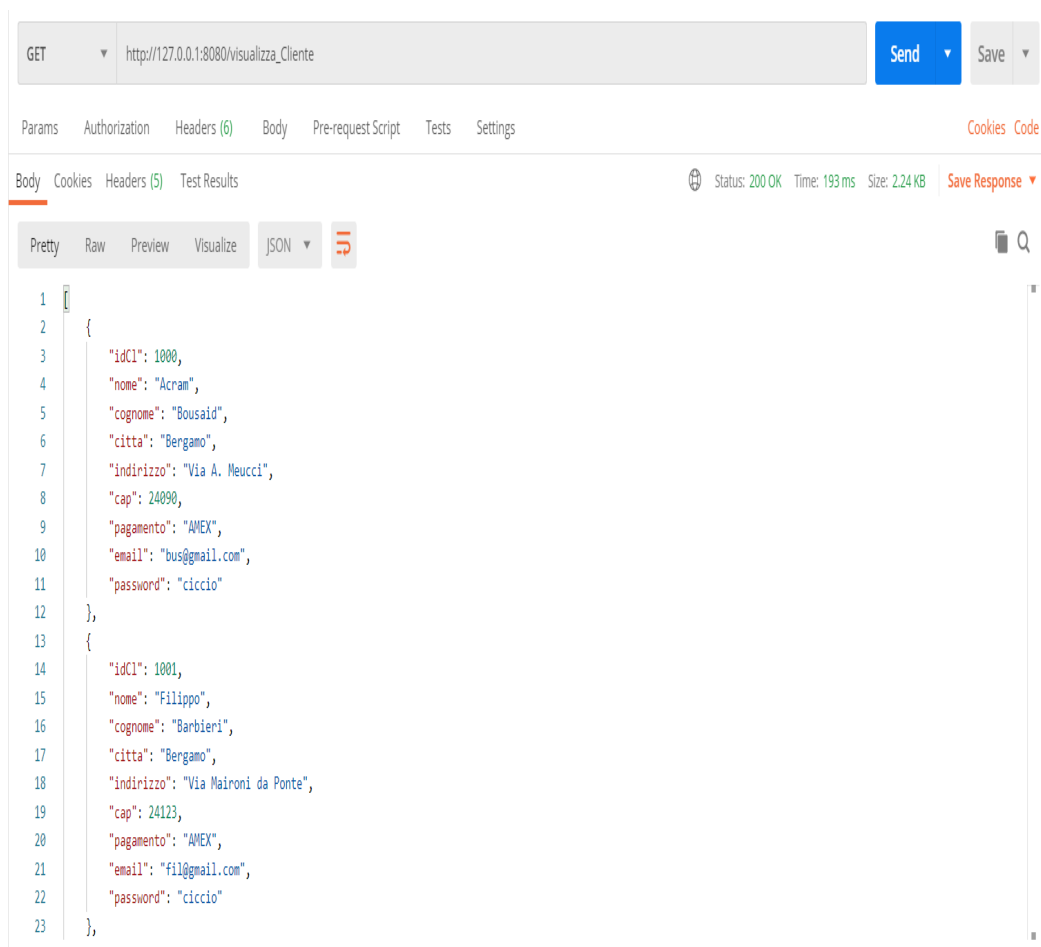 GET http://127.0.0.1:8080/visualizza_Cliente Send Save
Params Authorization Headers (6) Body Pre-request Script Tests Settings Cookies Code
Body Cookies Headers (5) Test Results Status: 200 OK Time: 193 ms Size: 2.24 KB Save Response
Pretty Raw Preview Visualize JSON
1 [
2 {
3 "idCl": 1000,
4 "nome": "Acram",
5 "cognome": "Bousaid",
6 "citta": "Bergamo",
7 "indirizzo": "Via A. Meucci",
8 "cap": 24090,
9 "pagamento": "AMEX",
10 "email": "bus@gmail.com",
11 "password": "ciccio"
12 },
13 {
14 "idCl": 1001,
15 "nome": "Filippo",
16 "cognome": "Barbieri",
17 "citta": "Bergamo",
18 "indirizzo": "Via Maironi da Ponte",
19 "cap": 24123,
20 "pagamento": "AMEX",
21 "email": "fil@gmail.com",
22 "password": "ciccio"
23 },